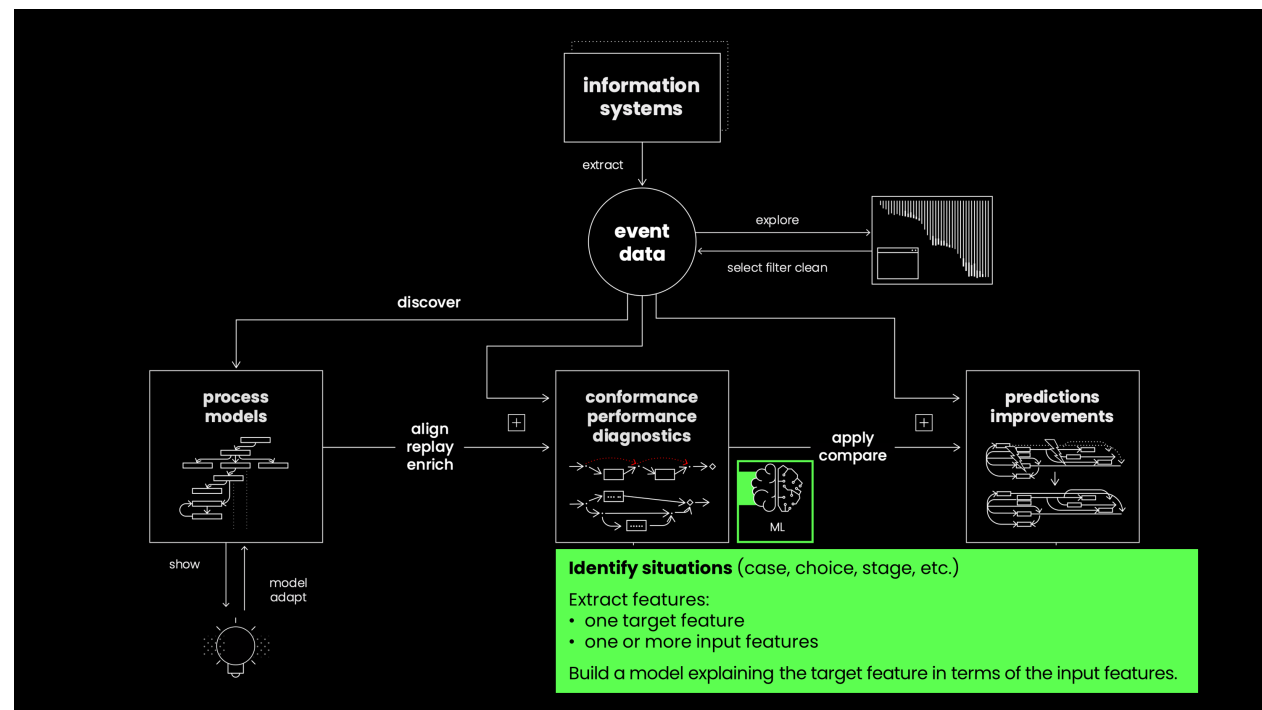 information
systems
extract
event
data
explore
select filter clean
discover
process
models
align
replay
enrich
conformance
performance
diagnostics
apply
compare
predictions
improvements
ML
show
model
adapt
Identify situations (case, choice, stage, etc.)
Extract features:
• one target feature
• one or more input features
Build a model explaining the target feature in terms of the input features.